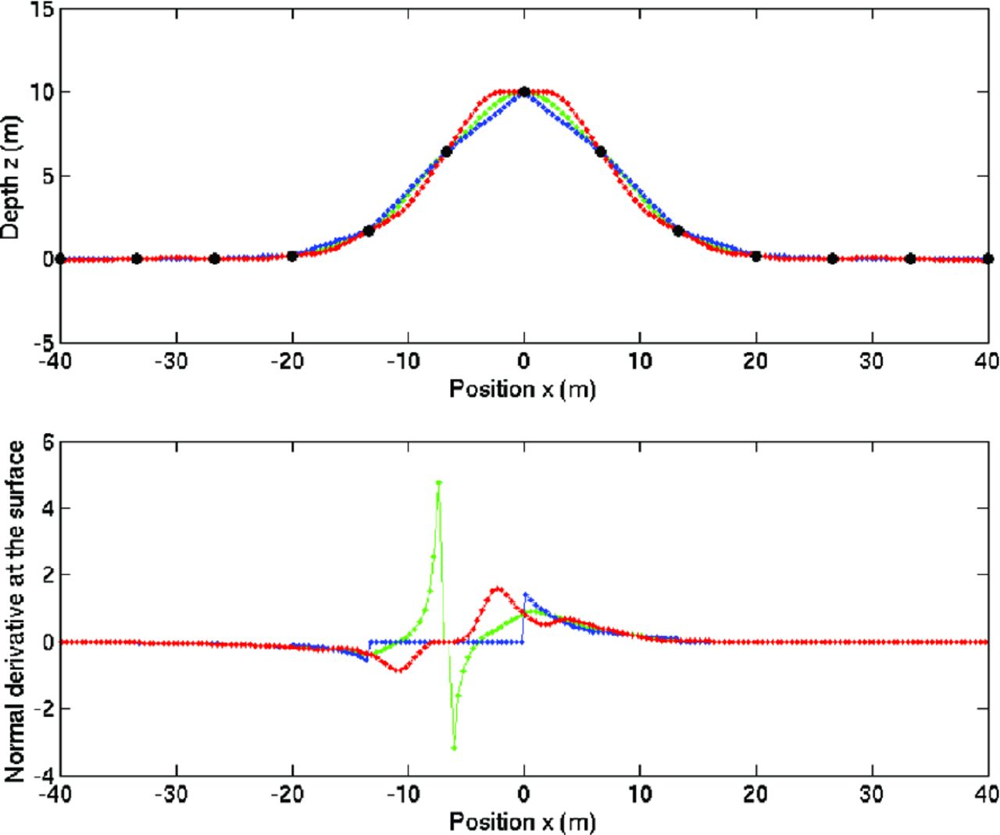 15
10
5
0
-5
Depth z (m)
-40 -30 -20 -10 0 10 20 30 40
Position x (m)
6
4
2
0
-2
-4
Normal derivative at the surface
-40 -30 -20 -10 0 10 20 30 40
Position x (m)